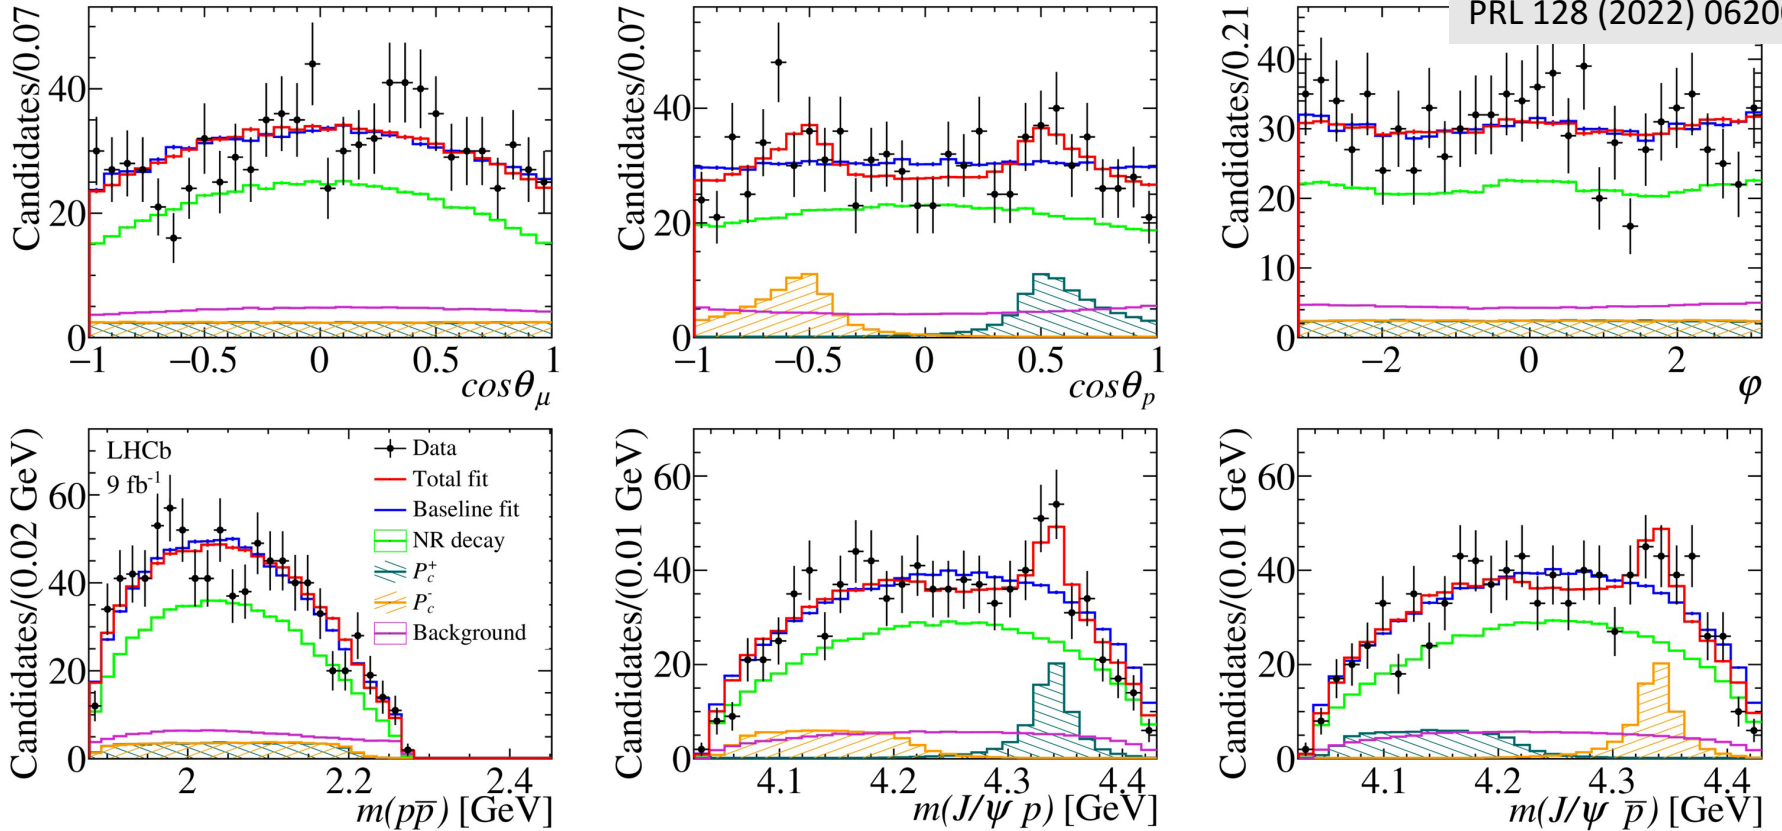 PRL 128 (2022) 0620
Candidates/0.07
40
20
0
−1
−0.5
0
0.5
1
cosθμ
Candidates/0.07
40
20
0
−1
−0.5
0
0.5
1
cosθp
Candidates/0.21
40
30
20
10
0
−2
0
2
φ
Candidates/(0.02 GeV)
60
40
20
0
2
2.2
2.4
m(pp̅) [GeV]
LHCb
9 fb⁻¹
Data
Total fit
Baseline fit
NR decay
Pc⁺
Pc⁻
Background
Candidates/(0.01 GeV)
60
40
20
0
4.1
4.2
4.3
4.4
m(J/ψ p) [GeV]
Candidates/(0.01 GeV)
60
40
20
0
4.1
4.2
4.3
4.4
m(J/ψ p̅) [GeV]